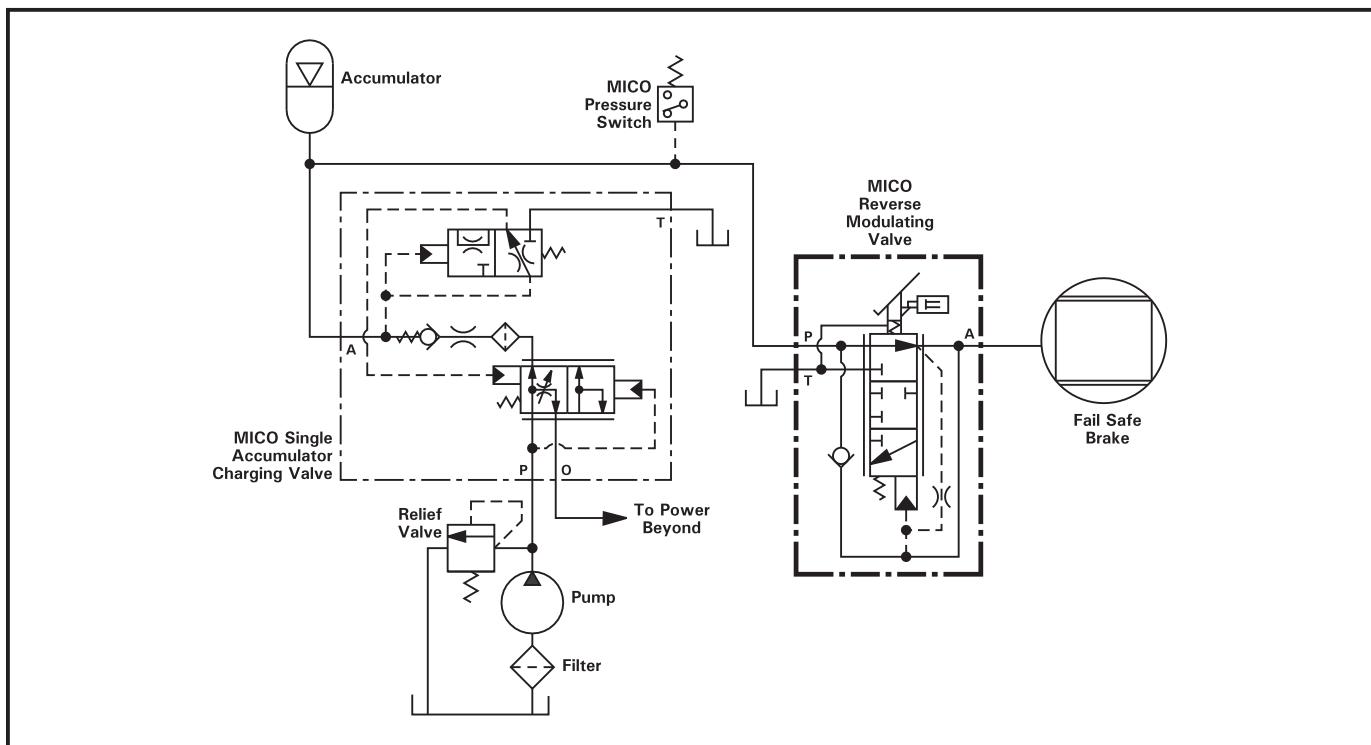 Accumulator
MICO
Pressure
Switch
MICO
Reverse
Modulating
Valve
T
A
P
A
T
Fail Safe
Brake
MICO Single
Accumulator
Charging Valve
P
O
Relief
Valve
To Power
Beyond
Pump
Filter